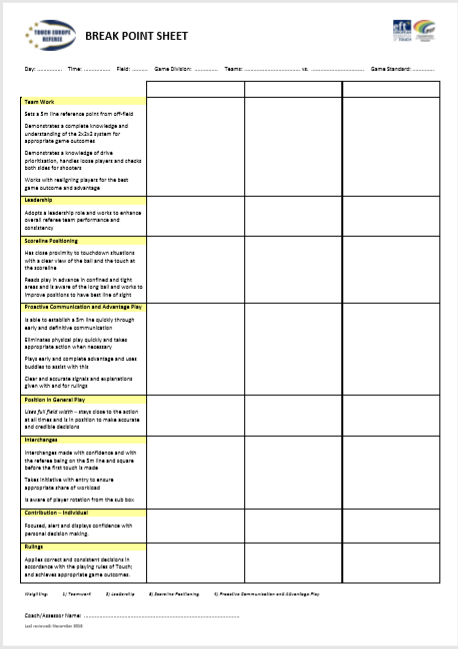 TOUCH EUROPE
REFEREE
BREAK POINT SHEET
eft
Day: ............... Time: ............... Field: ......... Game Division: ............... Teams: .............................. vs. .............................. Game Standard: ...............
Team Work
Sets a 5m line reference point from off-field
Demonstrates a complete knowledge and
understanding of the 2x2x2 system for
appropriate game outcomes
Demonstrates a knowledge of drive
prioritisation, handles loose players and checks
both sides for shooters
Works with realigning players for the best
game outcome and advantage
Leadership
Adopts a leadership role and works to enhance
overall referee team performance and
consistency
Scoreline Positioning
Has close proximity to touchdown situations
with a clear view of the ball and the touch at
the scoreline
Reads play in advance in confined and tight
areas and is aware of the long ball and works to
improve positions to have best line of sight
Proactive Communication and Advantage Play
Is able to establish a 5m line quickly through
early and definitive communication
Eliminates physical play quickly and takes
appropriate action when necessary
Plays early and complete advantage and uses
buddies to assist with this
Clear and accurate signals and explanations
given with and for rulings
Position in General Play
Uses full field width – stays close to the action
at all times and is in position to make accurate
and credible decisions
Interchanges
Interchanges made with confidence and with
the referee being on the 5m line and square
before the first touch is made
Takes initiative with entry to ensure
appropriate share of workload
Is aware of player rotation from the sub box
Contribution – Individual
Focused, alert and displays confidence with
personal decision making.
Rulings
Applies correct and consistent decisions in
accordance with the playing rules of Touch;
and achieves appropriate game outcomes.
Weighting: 1) Teamwork 2) Leadership 3) Scoreline Positioning 4) Proactive Communication and Advantage Play
Coach/Assessor Name: ..............................................................................
Last reviewed: November